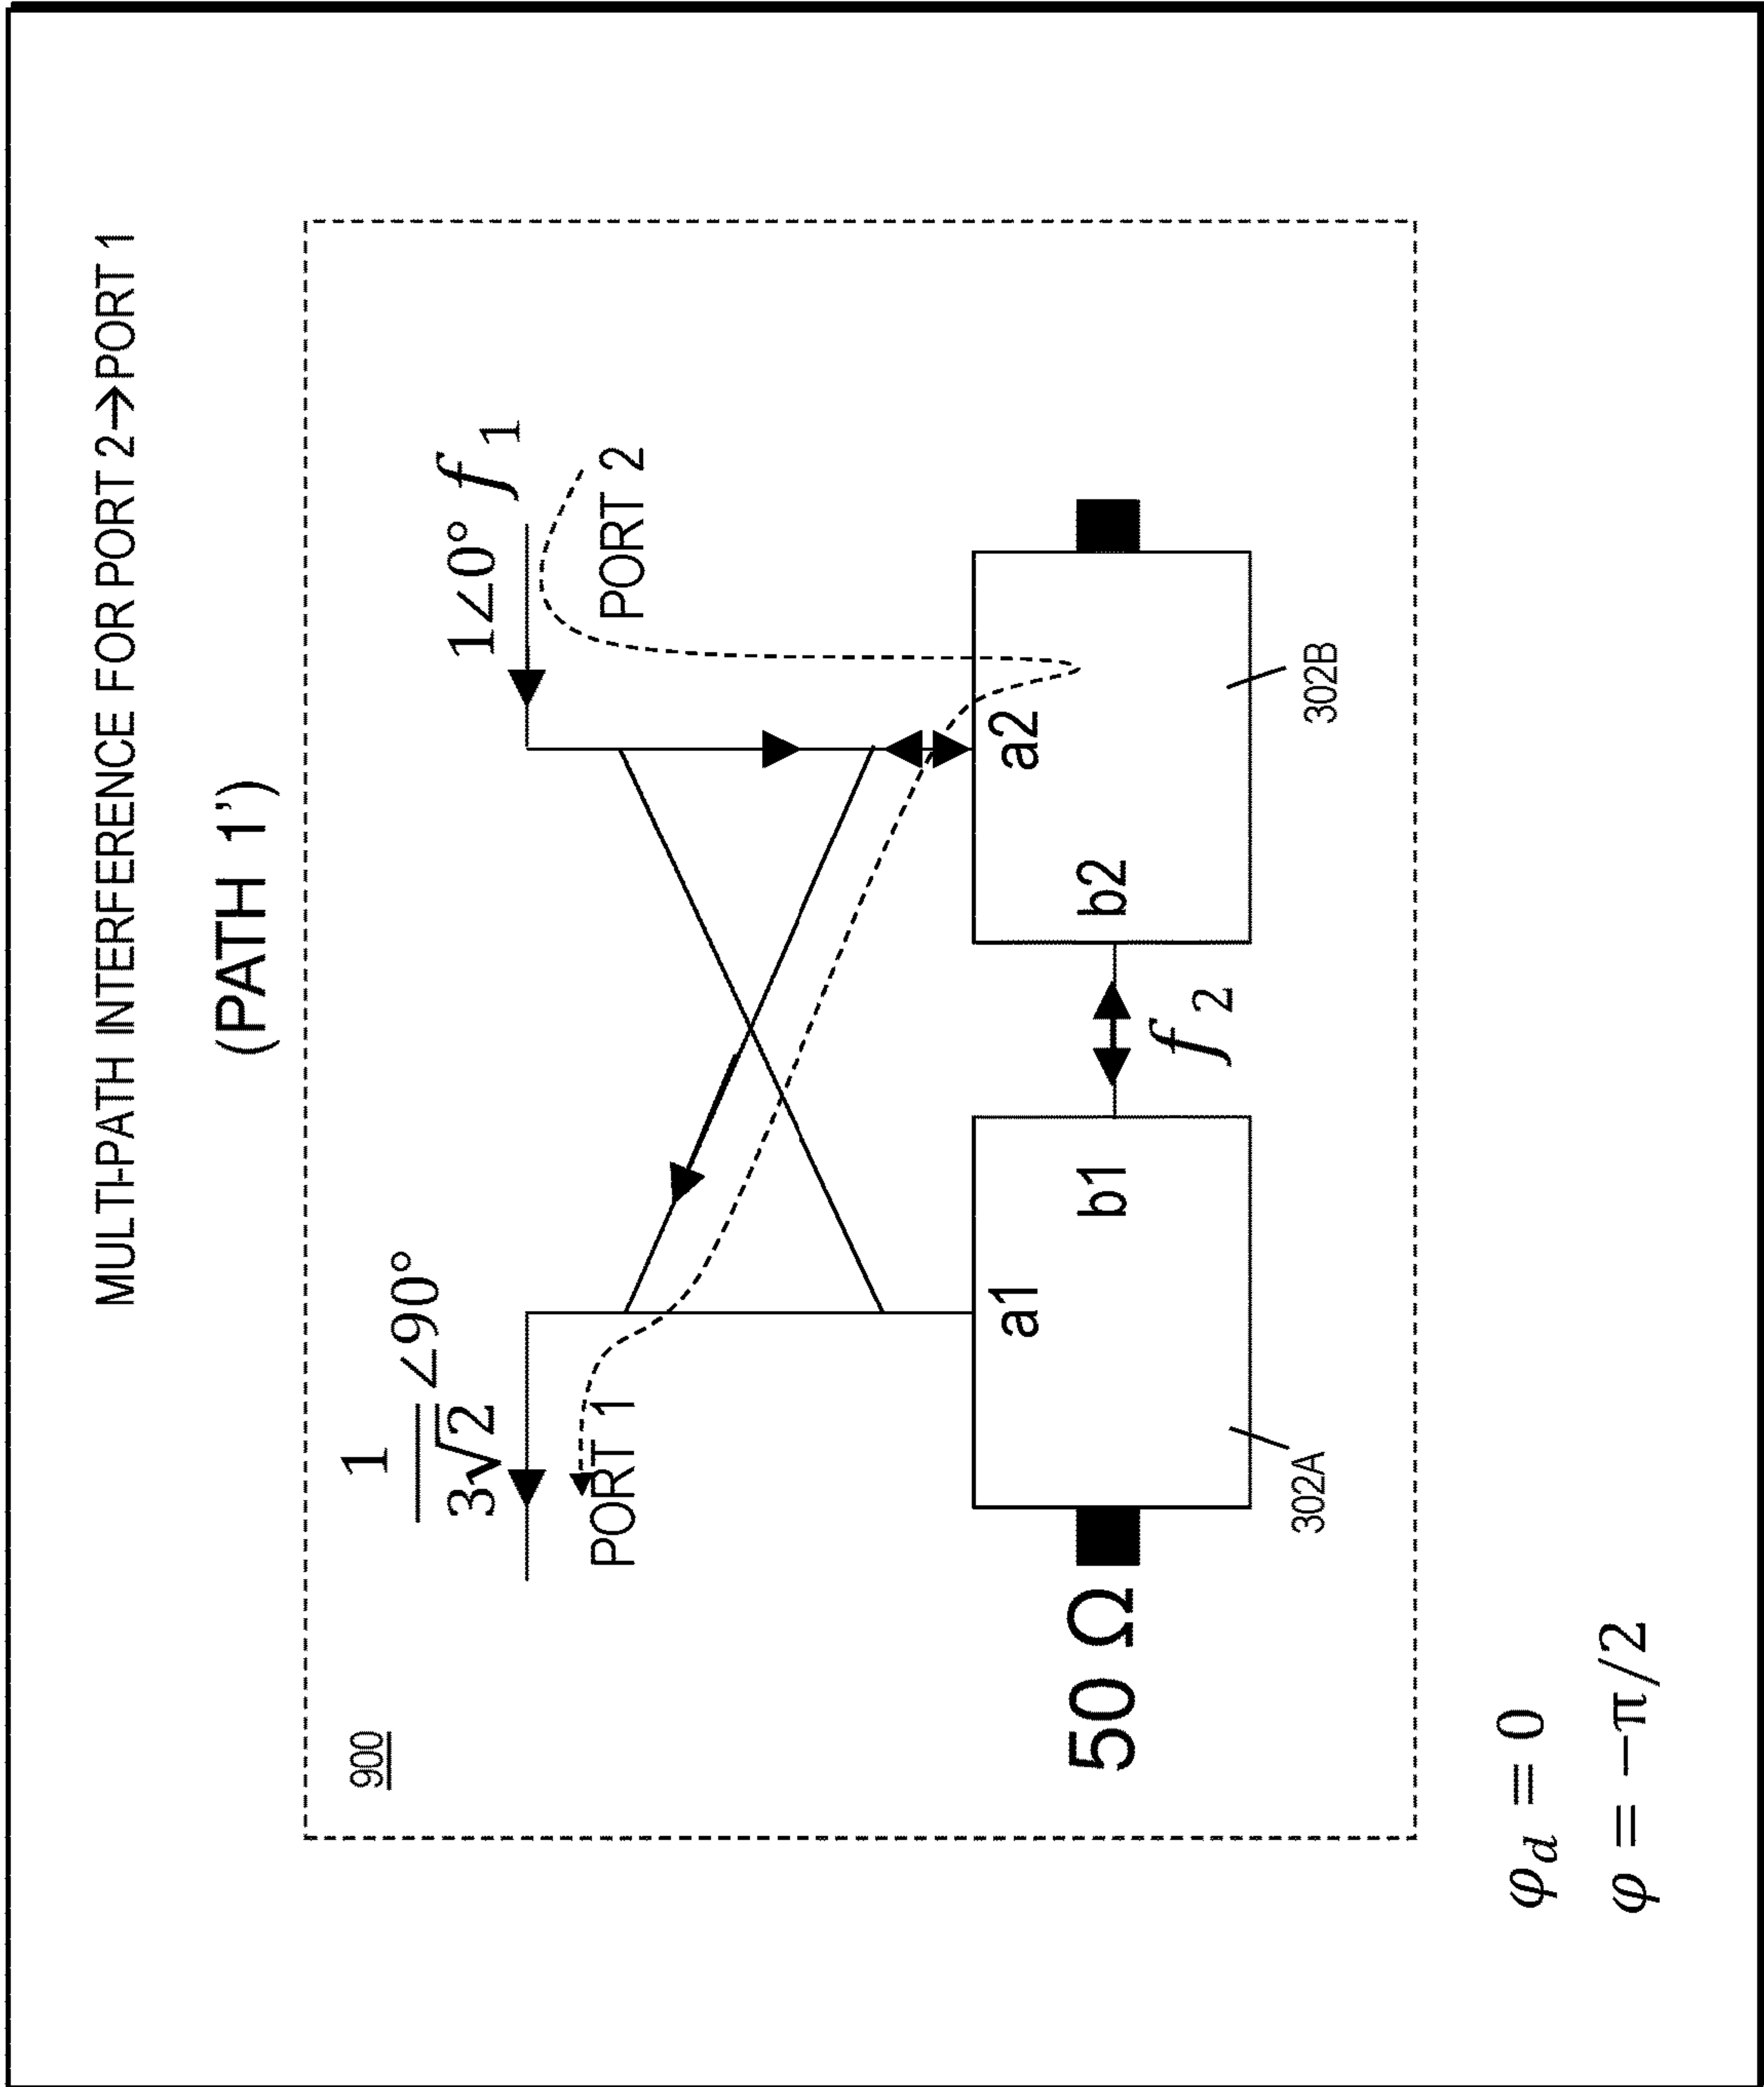 MULTI-PATH INTERFERENCE FOR PORT 2→PORT 1
(PATH 1')
900
1/3√2 ∠90°
1∠0° f1
PORT 1
PORT 2
a1
a2
50 Ω
b1
b2
f2
302A
302B
φd = 0
φ = −π/2